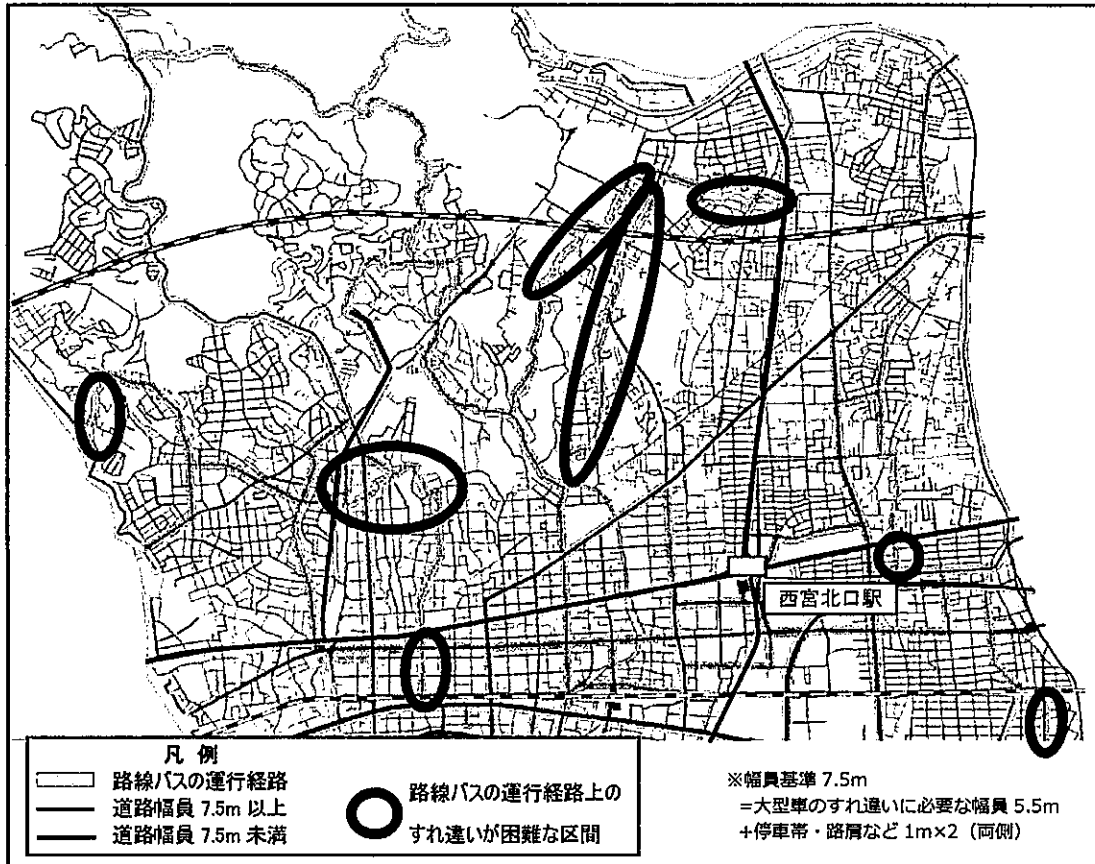 西宮北口駅
凡 例
路線バスの運行経路
道路幅員 7.5m 以上
道路幅員 7.5m 未満
路線バスの運行経路上の
すれ違いが困難な区間
※幅員基準 7.5m
=大型車のすれ違いに必要な幅員 5.5m
+停車帯・路肩など 1m×2（両側）